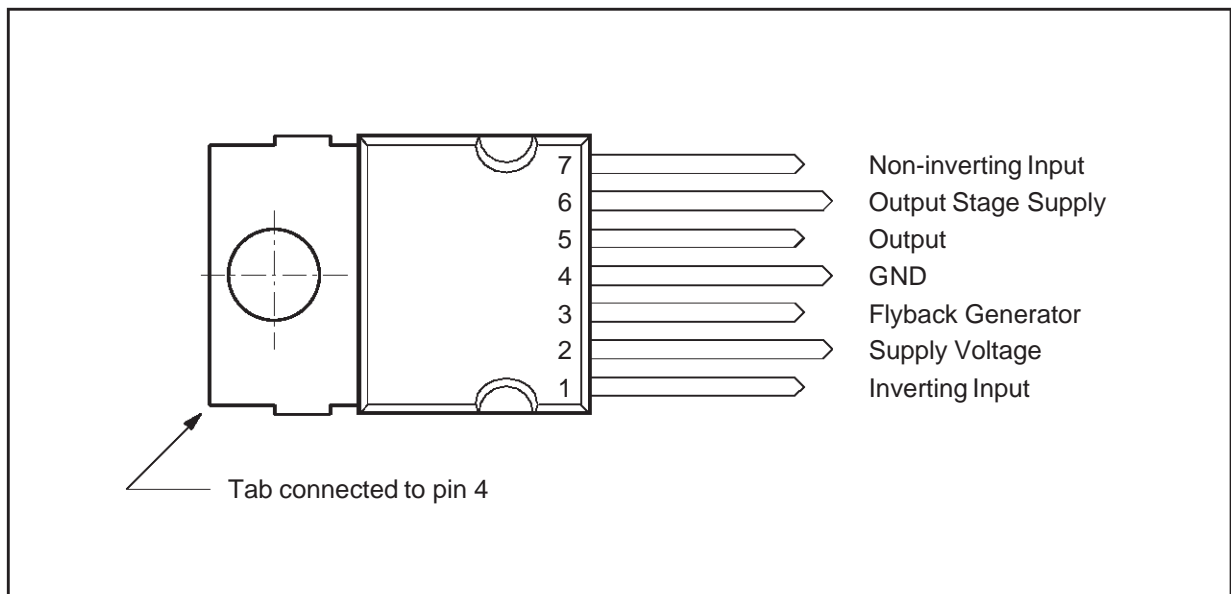 7 Non-inverting Input
6 Output Stage Supply
5 Output
4 GND
3 Flyback Generator
2 Supply Voltage
1 Inverting Input
Tab connected to pin 4